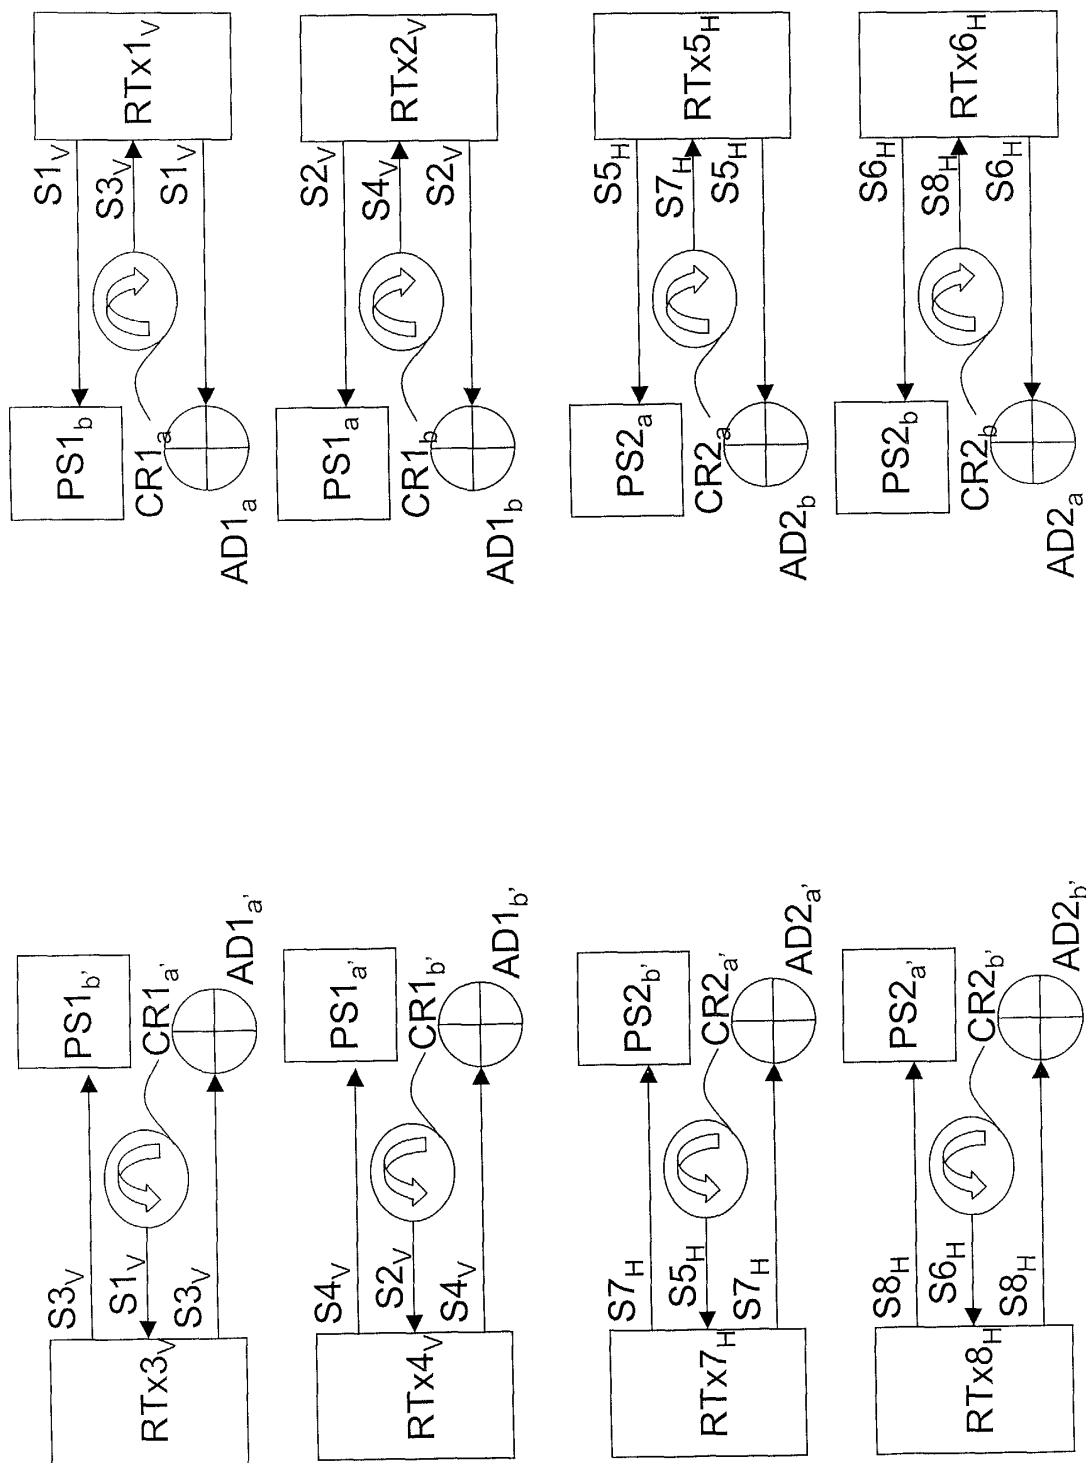 RTx1V
S1V
S3V
S1V
PS1b
CR1a
AD1a
RTx2V
S2V
S4V
S2V
PS1a
CR1b
AD1b
RTx5H
S5H
S7H
S5H
PS2a
CR2a
AD2b
RTx6H
S6H
S8H
S6H
PS2b
CR2b
AD2a
PS1b'
CR1a'
AD1a'
S3V
S1V
S3V
RTx3V
PS1a'
CR1b'
AD1b'
S4V
S2V
S4V
RTx4V
PS2b'
CR2a'
AD2a'
S7H
S5H
S7H
RTx7H
PS2a'
CR2b'
AD2b'
S8H
S6H
S8H
RTx8H